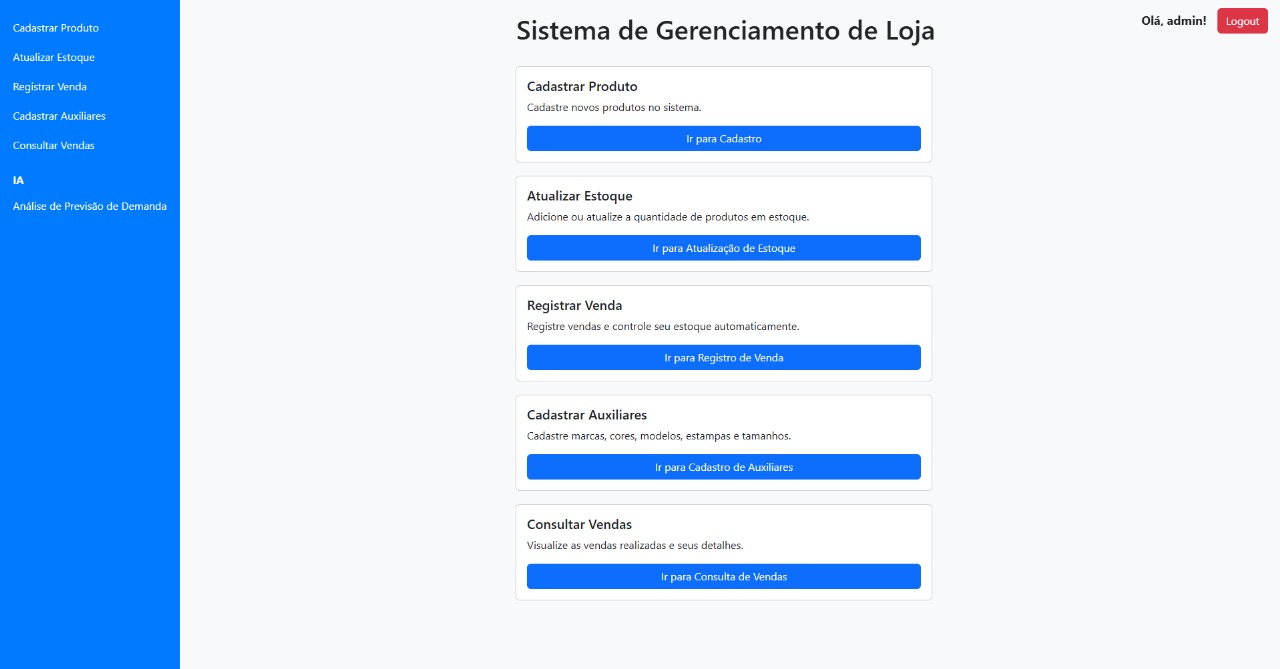 Cadastrar Produto
Atualizar Estoque
Registrar Venda
Cadastrar Auxiliares
Consultar Vendas
IA
Análise de Previsão de Demanda
Sistema de Gerenciamento de Loja
Olá, admin!
Logout
Cadastrar Produto
Cadastre novos produtos no sistema.
Ir para Cadastro
Atualizar Estoque
Adicione ou atualize a quantidade de produtos em estoque.
Ir para Atualização de Estoque
Registrar Venda
Registre vendas e controle seu estoque automaticamente.
Ir para Registro de Venda
Cadastrar Auxiliares
Cadastre marcas, cores, modelos, estampas e tamanhos.
Ir para Cadastro de Auxiliares
Consultar Vendas
Visualize as vendas realizadas e seus detalhes.
Ir para Consulta de Vendas